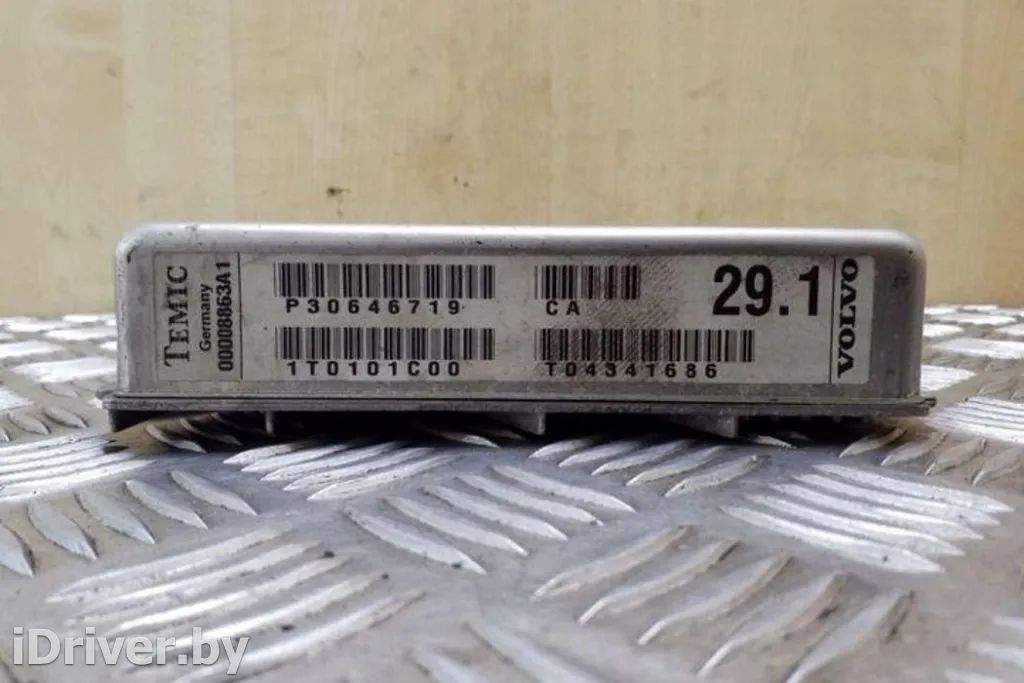 TEMIC
Germany
00008863A1
P30646719
CA
29.1
VOLVO
1T0101C00
T04341686
iDriver.by